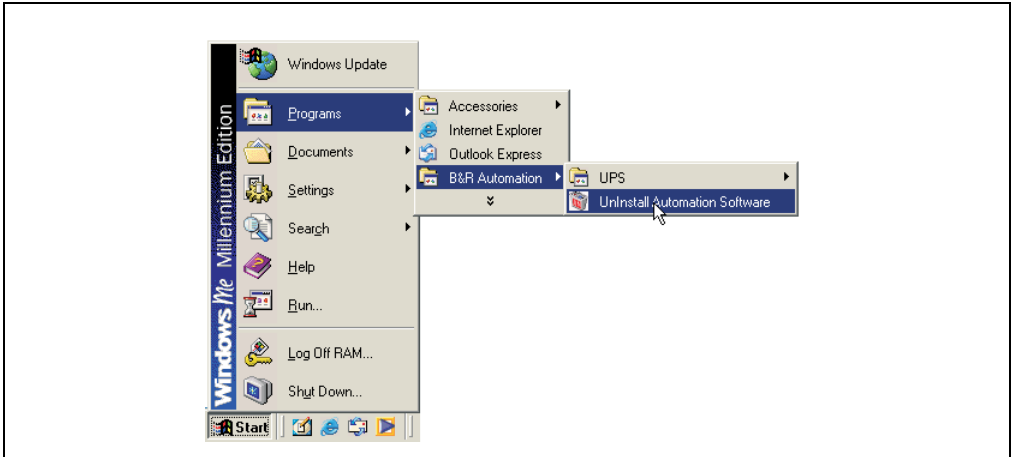 Windows Me Millennium Edition
Windows Update
Programs
Documents
Settings
Search
Help
Run...
Log Off RAM...
Shut Down...
Accessories
Internet Explorer
Outlook Express
B&R Automation
UPS
UnInstall Automation Software
Start